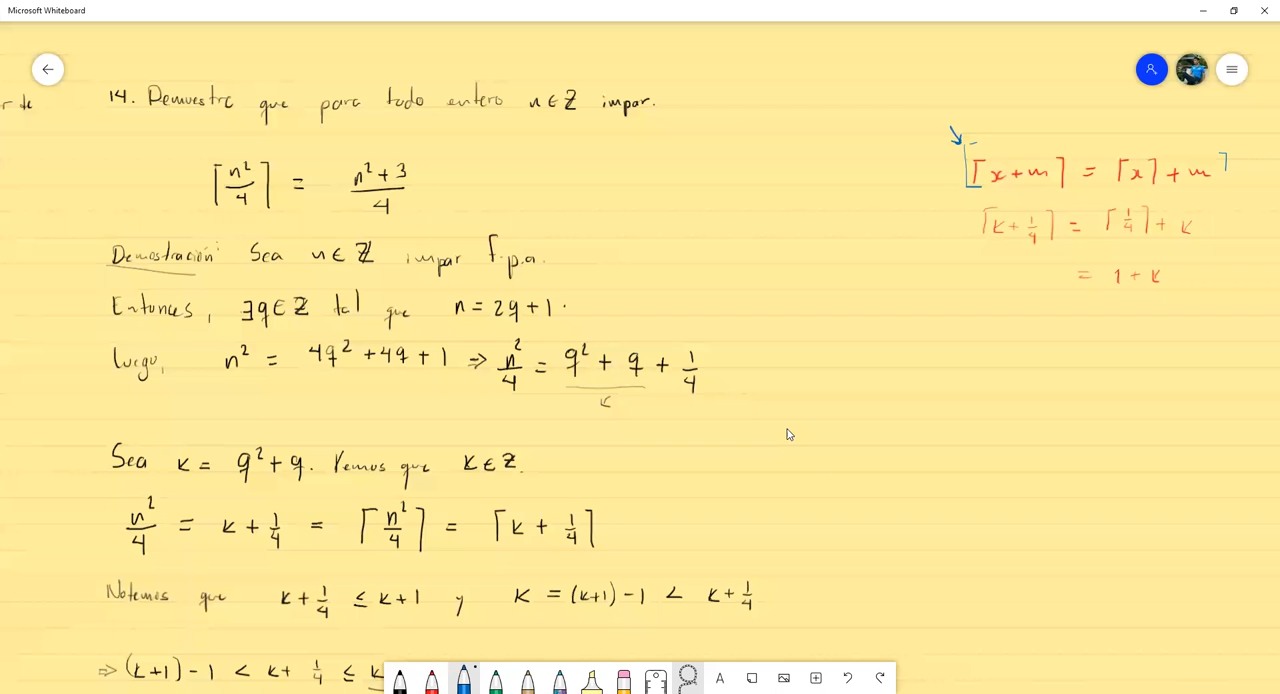 Microsoft Whiteboard
r de
14. Demuestre que para todo entero n ∈ ℤ impar.
⌈n²/4⌉ = (n² + 3)/4
Demostración: Sea n ∈ ℤ impar f.p.a.
Entonces, ∃q ∈ ℤ tal que n = 2q + 1.
Luego, n² = 4q² + 4q + 1 ⇒ n²/4 = q² + q + 1/4
K
Sea K = q² + q. Vemos que K ∈ ℤ.
n²/4 = K + 1/4 = ⌈n²/4⌉ = ⌈K + 1/4⌉
Notemos que K + 1/4 ≤ K + 1 y K = (K+1) - 1 < K + 1/4
⇒ (K+1) - 1 < K + 1/4 ≤ K
⌈x + m⌉ = ⌈x⌉ + m
⌈K + 1/4⌉ = ⌈1/4⌉ + K
= 1 + K